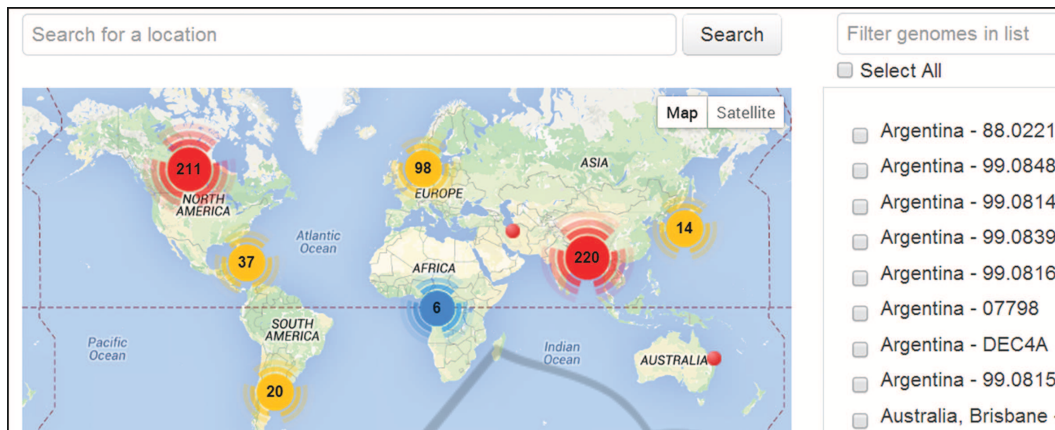 Search for a location
Search
Filter genomes in list
Select All
Map
Satellite
211
NORTH
AMERICA
98
EUROPE
ASIA
14
Atlantic
Ocean
37
220
AFRICA
6
SOUTH
AMERICA
Pacific
Ocean
Indian
Ocean
AUSTRALIA
20
Argentina - 88.0221
Argentina - 99.0848
Argentina - 99.0814
Argentina - 99.0839
Argentina - 99.0816
Argentina - 07798
Argentina - DEC4A
Argentina - 99.0815
Australia, Brisbane -